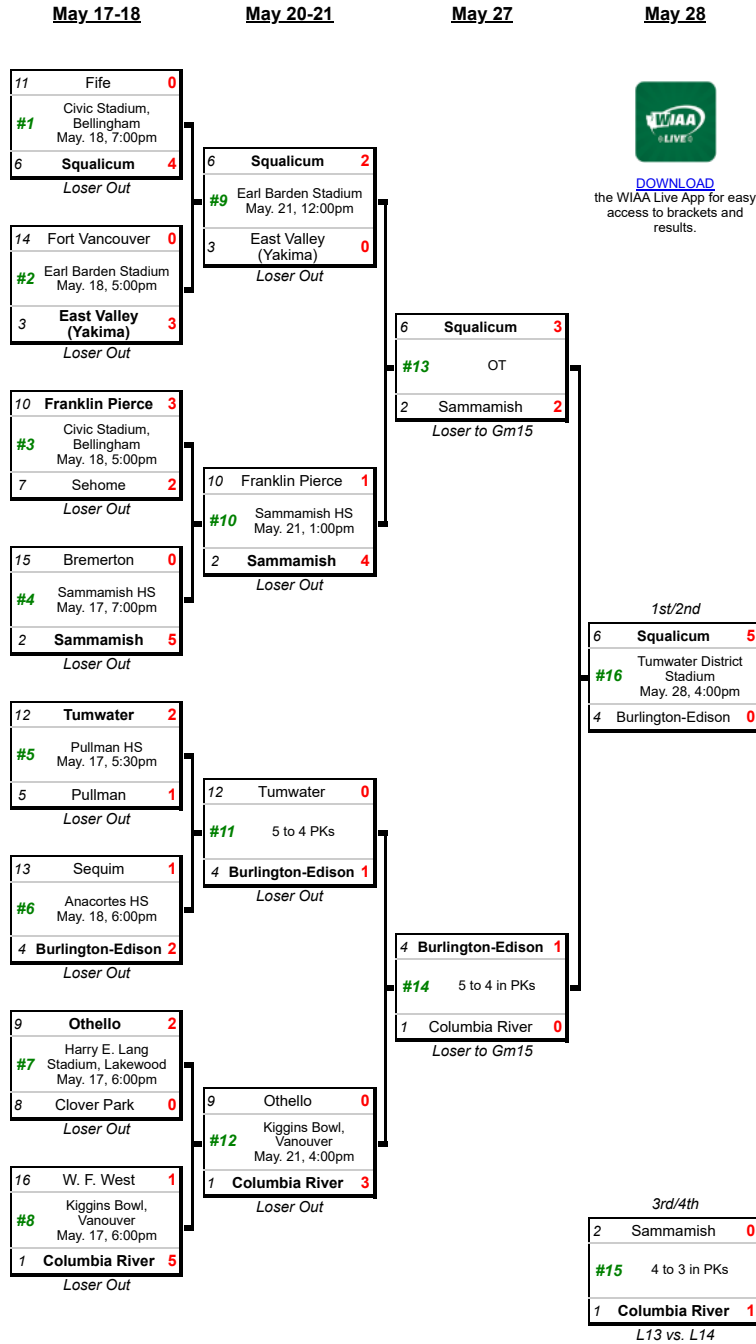 May 17-18
May 20-21
May 27
May 28
11 Fife 0
#1
Civic Stadium,
Bellingham
May. 18, 7:00pm
6 Squalicum 4
Loser Out
14 Fort Vancouver 0
#2
Earl Barden Stadium
May. 18, 5:00pm
3
East Valley
(Yakima)
3
Loser Out
10 Franklin Pierce 3
#3
Civic Stadium,
Bellingham
May. 18, 5:00pm
7 Sehome 2
Loser Out
15 Bremerton 0
#4
Sammamish HS
May. 17, 7:00pm
2 Sammamish 5
Loser Out
12 Tumwater 2
#5
Pullman HS
May. 17, 5:30pm
5 Pullman 1
Loser Out
13 Sequim 1
#6
Anacortes HS
May. 18, 6:00pm
4 Burlington-Edison 2
Loser Out
9 Othello 2
#7
Harry E. Lang
Stadium, Lakewood
May. 17, 6:00pm
8 Clover Park 0
Loser Out
16 W. F. West 1
#8
Kiggins Bowl,
Vanouver
May. 17, 6:00pm
1 Columbia River 5
Loser Out
6 Squalicum 2
#9
Earl Barden Stadium
May. 21, 12:00pm
3
East Valley
(Yakima)
0
Loser Out
10 Franklin Pierce 1
#10
Sammamish HS
May. 21, 1:00pm
2 Sammamish 4
Loser Out
12 Tumwater 0
#11 5 to 4 PKs
4 Burlington-Edison 1
Loser Out
9 Othello 0
#12
Kiggins Bowl,
Vanouver
May. 21, 4:00pm
1 Columbia River 3
Loser Out
6 Squalicum 3
#13 OT
2 Sammamish 2
Loser to Gm15
4 Burlington-Edison 1
#14 5 to 4 in PKs
1 Columbia River 0
Loser to Gm15
WIAA
LIVE
DOWNLOAD
the WIAA Live App for easy
access to brackets and
results.
1st/2nd
6 Squalicum 5
#16
Tumwater District
Stadium
May. 28, 4:00pm
4 Burlington-Edison 0
3rd/4th
2 Sammamish 0
#15 4 to 3 in PKs
1 Columbia River 1
L13 vs. L14